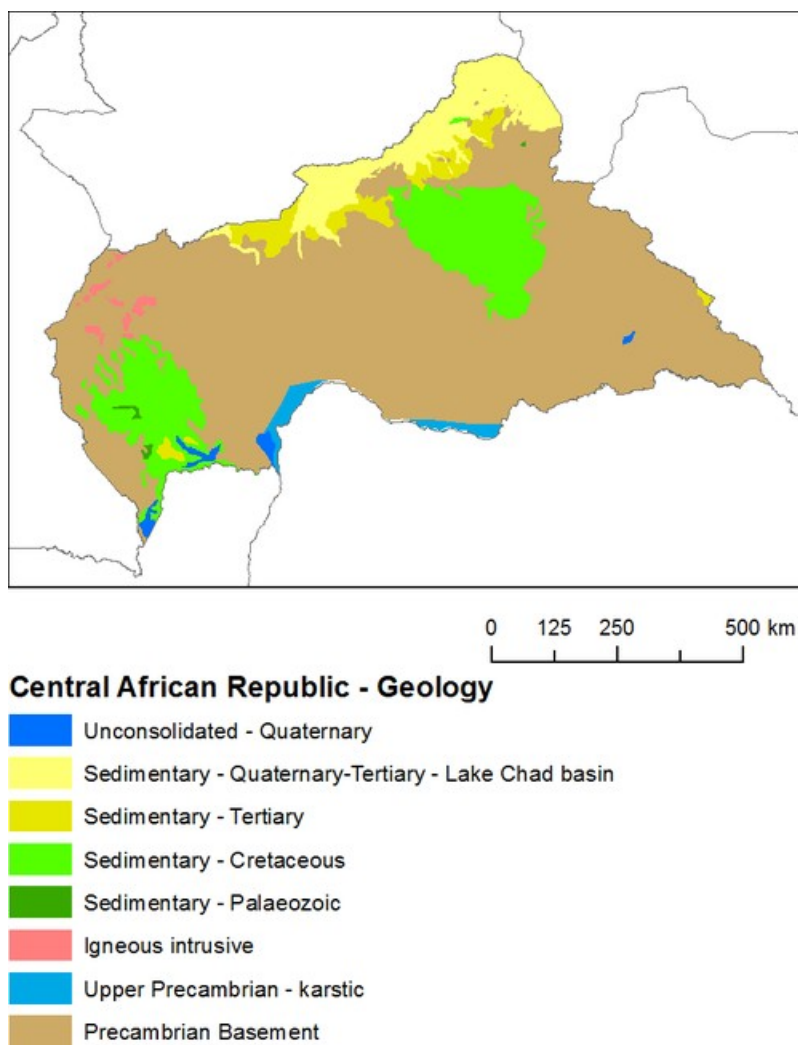 0 125 250 500 km
Central African Republic - Geology
Unconsolidated - Quaternary
Sedimentary - Quaternary-Tertiary - Lake Chad basin
Sedimentary - Tertiary
Sedimentary - Cretaceous
Sedimentary - Palaeozoic
Igneous intrusive
Upper Precambrian - karstic
Precambrian Basement